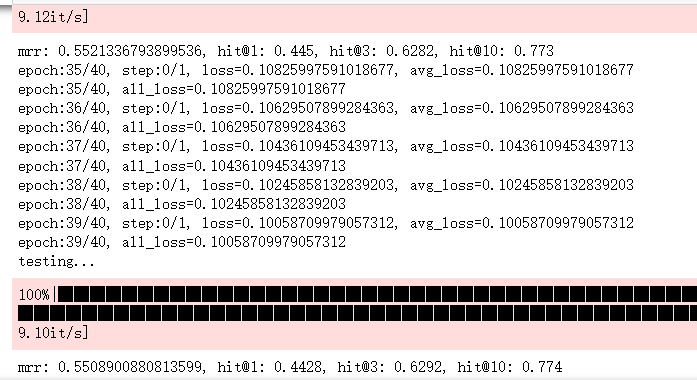 9.12it/s]
mrr: 0.5521336793899536, hit@1: 0.445, hit@3: 0.6282, hit@10: 0.773
epoch:35/40, step:0/1, loss=0.10825997591018677, avg_loss=0.10825997591018677
epoch:35/40, all_loss=0.10825997591018677
epoch:36/40, step:0/1, loss=0.10629507899284363, avg_loss=0.10629507899284363
epoch:36/40, all_loss=0.10629507899284363
epoch:37/40, step:0/1, loss=0.10436109453439713, avg_loss=0.10436109453439713
epoch:37/40, all_loss=0.10436109453439713
epoch:38/40, step:0/1, loss=0.10245858132839203, avg_loss=0.10245858132839203
epoch:38/40, all_loss=0.10245858132839203
epoch:39/40, step:0/1, loss=0.10058709979057312, avg_loss=0.10058709979057312
epoch:39/40, all_loss=0.10058709979057312
testing...
100%|
9.10it/s]
mrr: 0.5508900880813599, hit@1: 0.4428, hit@3: 0.6292, hit@10: 0.774